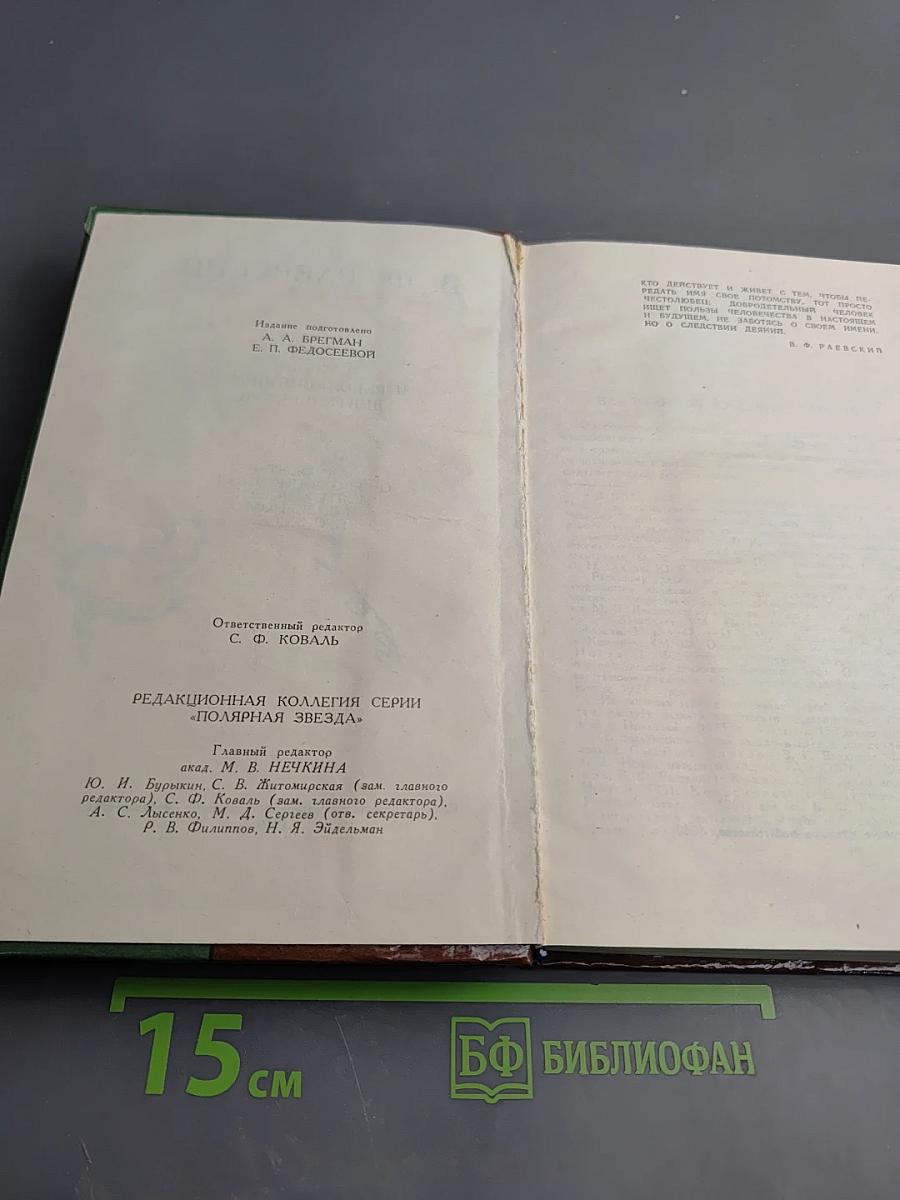 Издание подготовлено
А. А. БРЕГМАН
Е. П. ФЕДОСЕЕВОЙ
Ответственный редактор
С. Ф. КОВАЛЬ
РЕДАКЦИОННАЯ КОЛЛЕГИЯ СЕРИИ
«ПОЛЯРНАЯ ЗВЕЗДА»
Главный редактор
акад. М. В. НЕЧКИНА
Ю. И. Бурыкин, С. В. Житомирская (зам. главного
редактора), С. Ф. Коваль (зам. главного редактора),
А. С. Лысенко, М. Д. Сергеев (отв. секретарь),
Р. В. Филиппов, Н. Я. Эйдельман
КТО ДЕЙСТВУЕТ И ЖИВЕТ С ТЕМ, ЧТОБЫ ПЕ-
РЕДАТЬ ИМЯ СВОЕ ПОТОМСТВУ, ТОТ ПРОСТО
ЧЕСТОЛЮБЕЦ; ДОБРОДЕТЕЛЬНЫЙ ЧЕЛОВЕК
ИЩЕТ ПОЛЬЗЫ ЧЕЛОВЕЧЕСТВА В НАСТОЯЩЕМ
И БУДУЩЕМ, НЕ ЗАБОТЯСЬ О СВОЕМ ИМЕНИ,
НО О СЛЕДСТВИИ ДЕЯНИЙ.
В. Ф. РАЕВСКИЙ
15 см
БФ БИБЛИОФАН